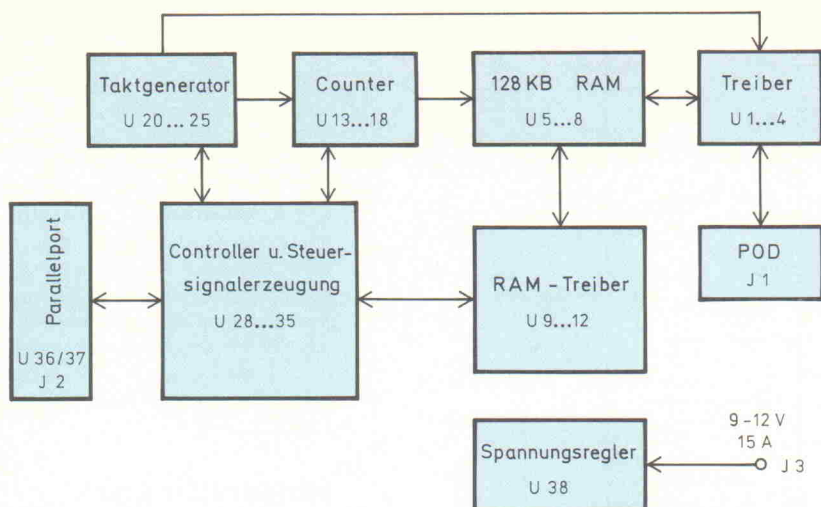 Taktgenerator
U 20...25
Counter
U 13...18
128 KB RAM
U 5...8
Treiber
U 1...4
Parallelport
U 36/37
J 2
Controller u. Steuer-
signalerzeugung
U 28...35
RAM - Treiber
U 9...12
POD
J 1
Spannungsregler
U 38
9 - 12 V
15 A
J 3